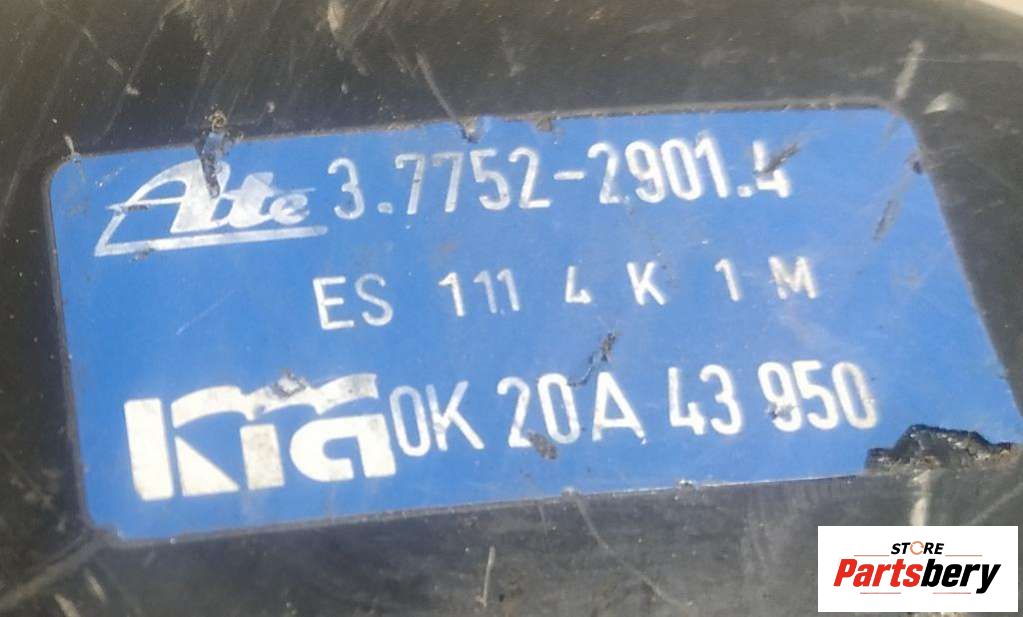 Ate 3.7752-2901.4
ES 111 4 K 1 M
KIA 0K 20A 43 950
STORE
Partsbery